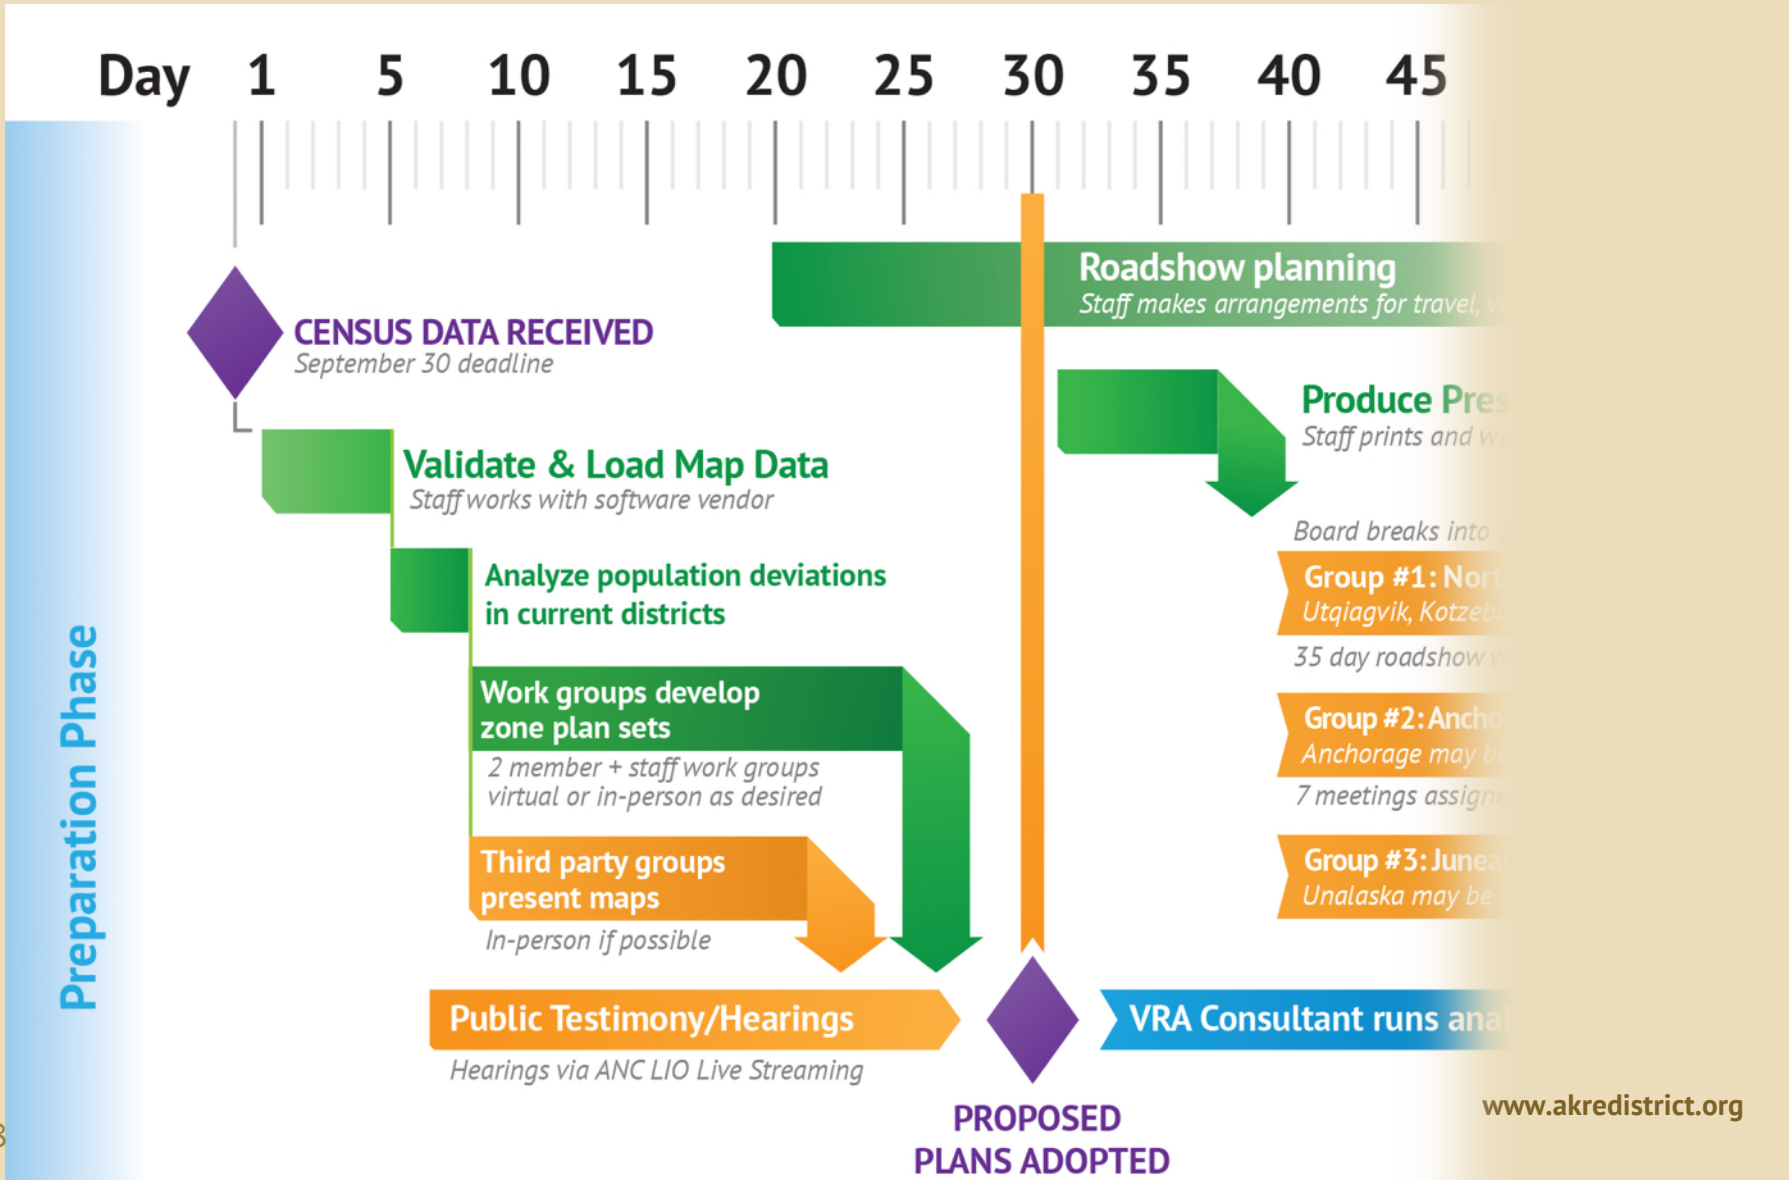 Day 1 5 10 15 20 25 30 35 40 45
Roadshow planning
Staff makes arrangements for travel,
CENSUS DATA RECEIVED
September 30 deadline
Produce
Staff prints and
Validate & Load Map Data
Staff works with software vendor
Board breaks into
Analyze population deviations
in current districts
Group #1:
Utqiagvik,
35 day roadshow
Work groups develop
zone plan sets
2 member + staff work groups
virtual or in-person as desired
Group #2:
Anchorage may
7 meetings
Third party groups
present maps
In-person if possible
Group #3:
Unalaska may be
Public Testimony/Hearings
Hearings via ANC LIO Live Streaming
VRA Consultant runs
PROPOSED
PLANS ADOPTED
Preparation Phase
www.akredistrict.org